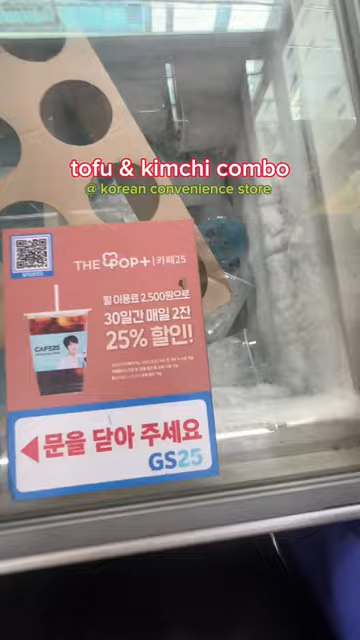 tofu & kimchi combo
@ korean convenience store
THE POP+ | 카페25
월 이용료 2,500원으로
30일간 매일 2잔
25% 할인!
CAFE25
문을 닫아 주세요
GS25